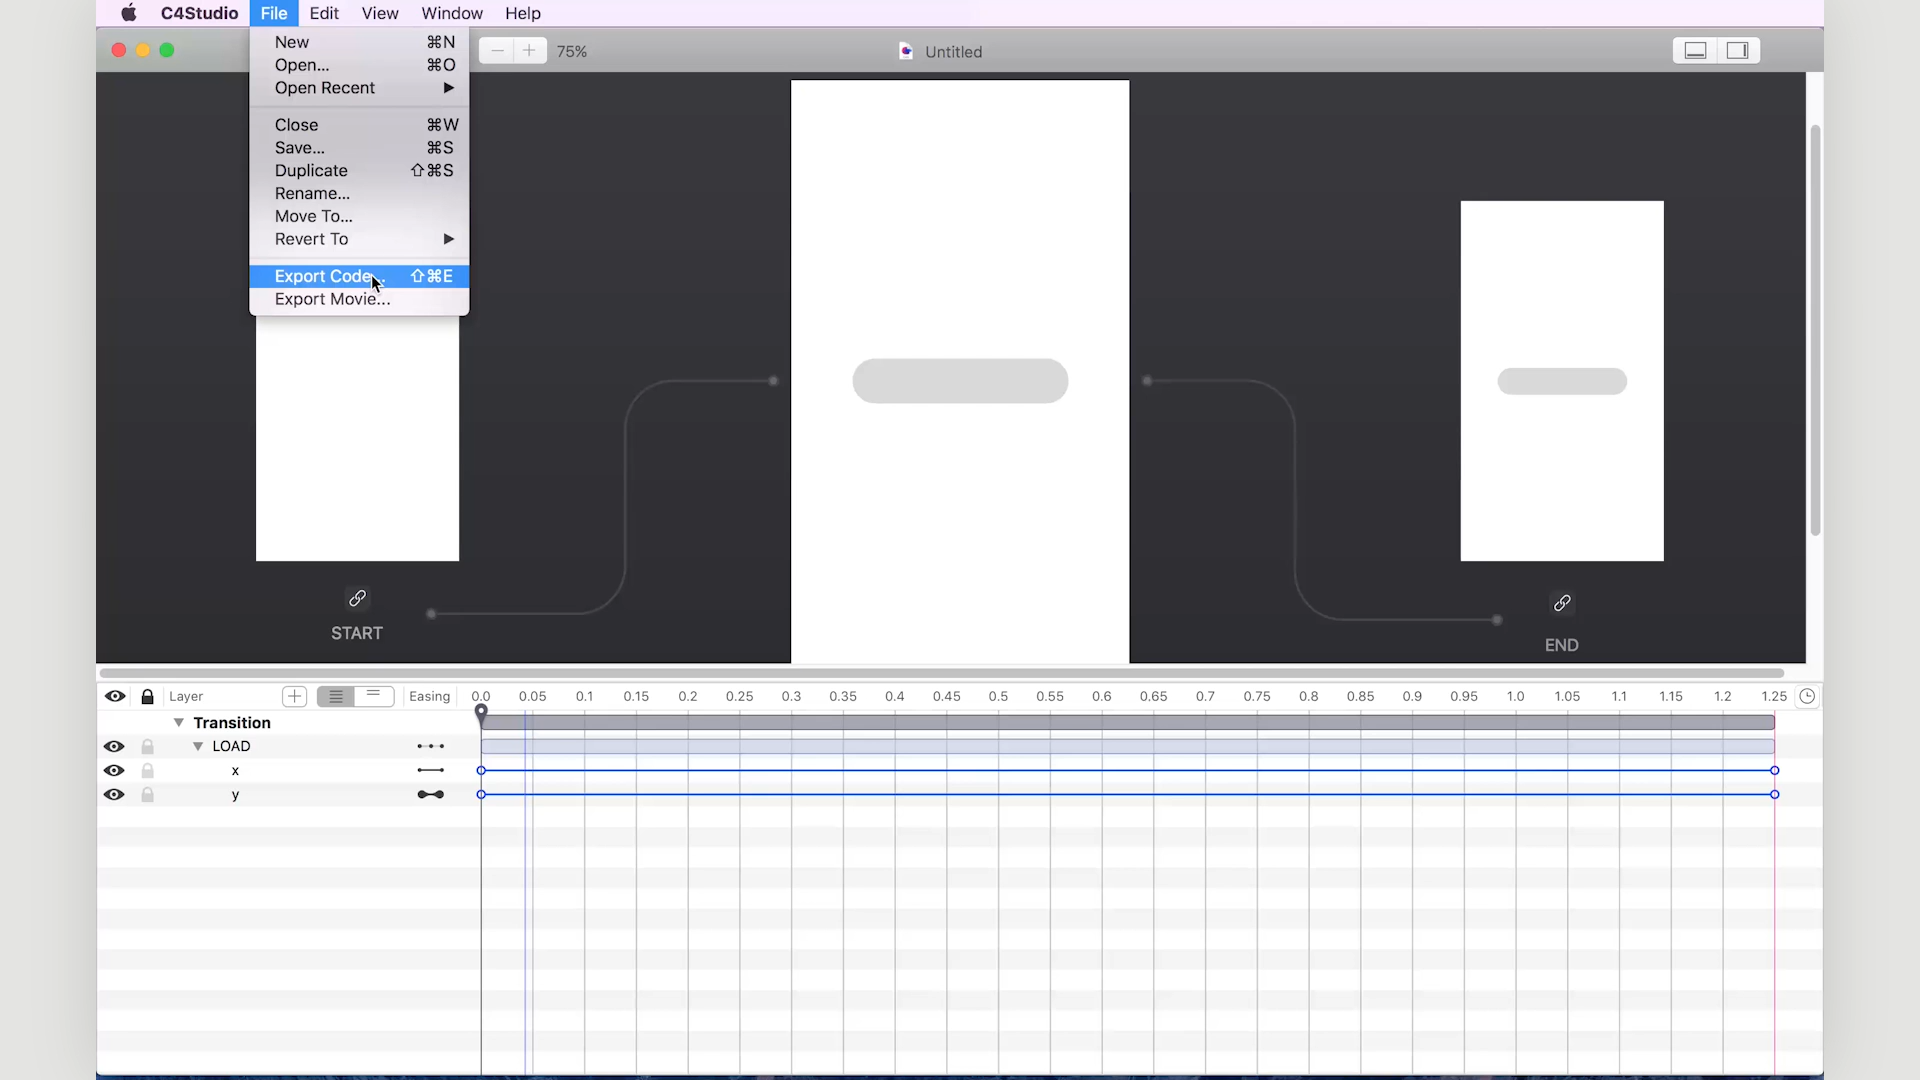 C4Studio File Edit View Window Help
75%
Untitled
New ⌘N
Open... ⌘O
Open Recent ▶
Close ⌘W
Save... ⌘S
Duplicate ⇧⌘S
Rename...
Move To...
Revert To ▶
Export Code... ⇧⌘E
Export Movie...
START
END
Layer Easing 0.0 0.05 0.1 0.15 0.2 0.25 0.3 0.35 0.4 0.45 0.5 0.55 0.6 0.65 0.7 0.75 0.8 0.85 0.9 0.95 1.0 1.05 1.1 1.15 1.2 1.25
Transition
LOAD
x
y